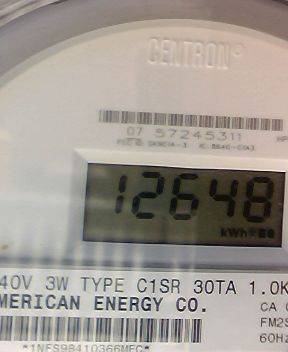 CENTRON®
07 57245311
12648
kWh
40V 3W TYPE C1SR 30TA 1.0K
MERICAN ENERGY CO.
CA
FM2S
60Hz
*1NFS98410366MFC*